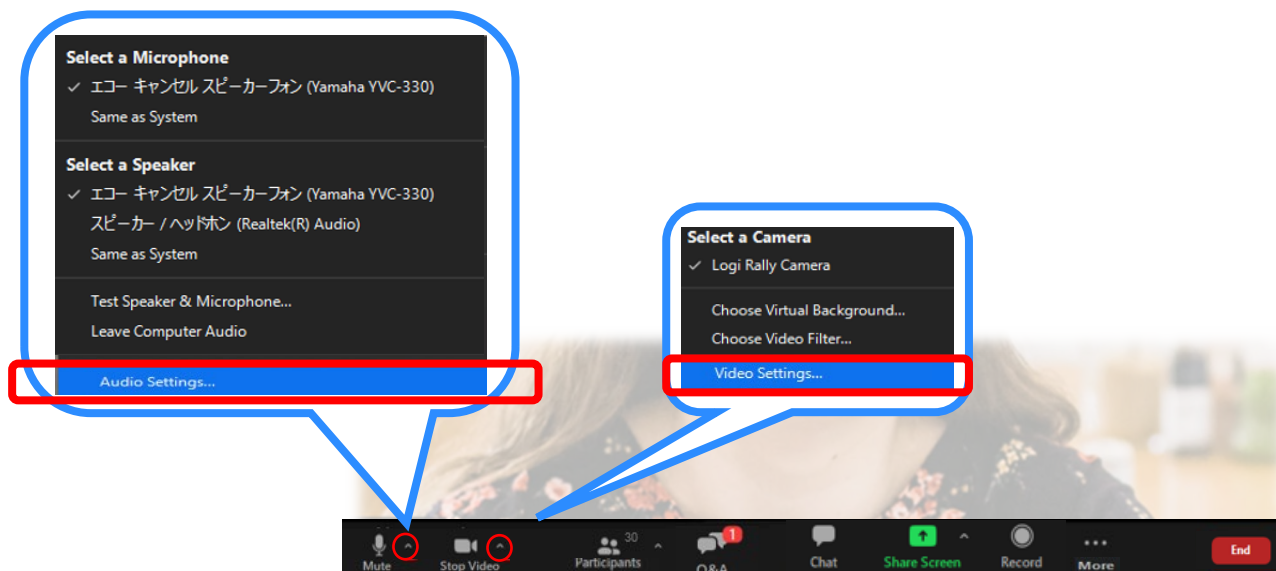 Select a Microphone
✓ エコー キャンセル スピーカーフォン (Yamaha YVC-330)
Same as System
Select a Speaker
✓ エコー キャンセル スピーカーフォン (Yamaha YVC-330)
スピーカー / ヘッドホン (Realtek(R) Audio)
Same as System
Test Speaker & Microphone...
Leave Computer Audio
Audio Settings...
Select a Camera
✓ Logi Rally Camera
Choose Virtual Background...
Choose Video Filter...
Video Settings...
Mute
Stop Video
30
Participants
1
Q&A
Chat
Share Screen
Record
More
End